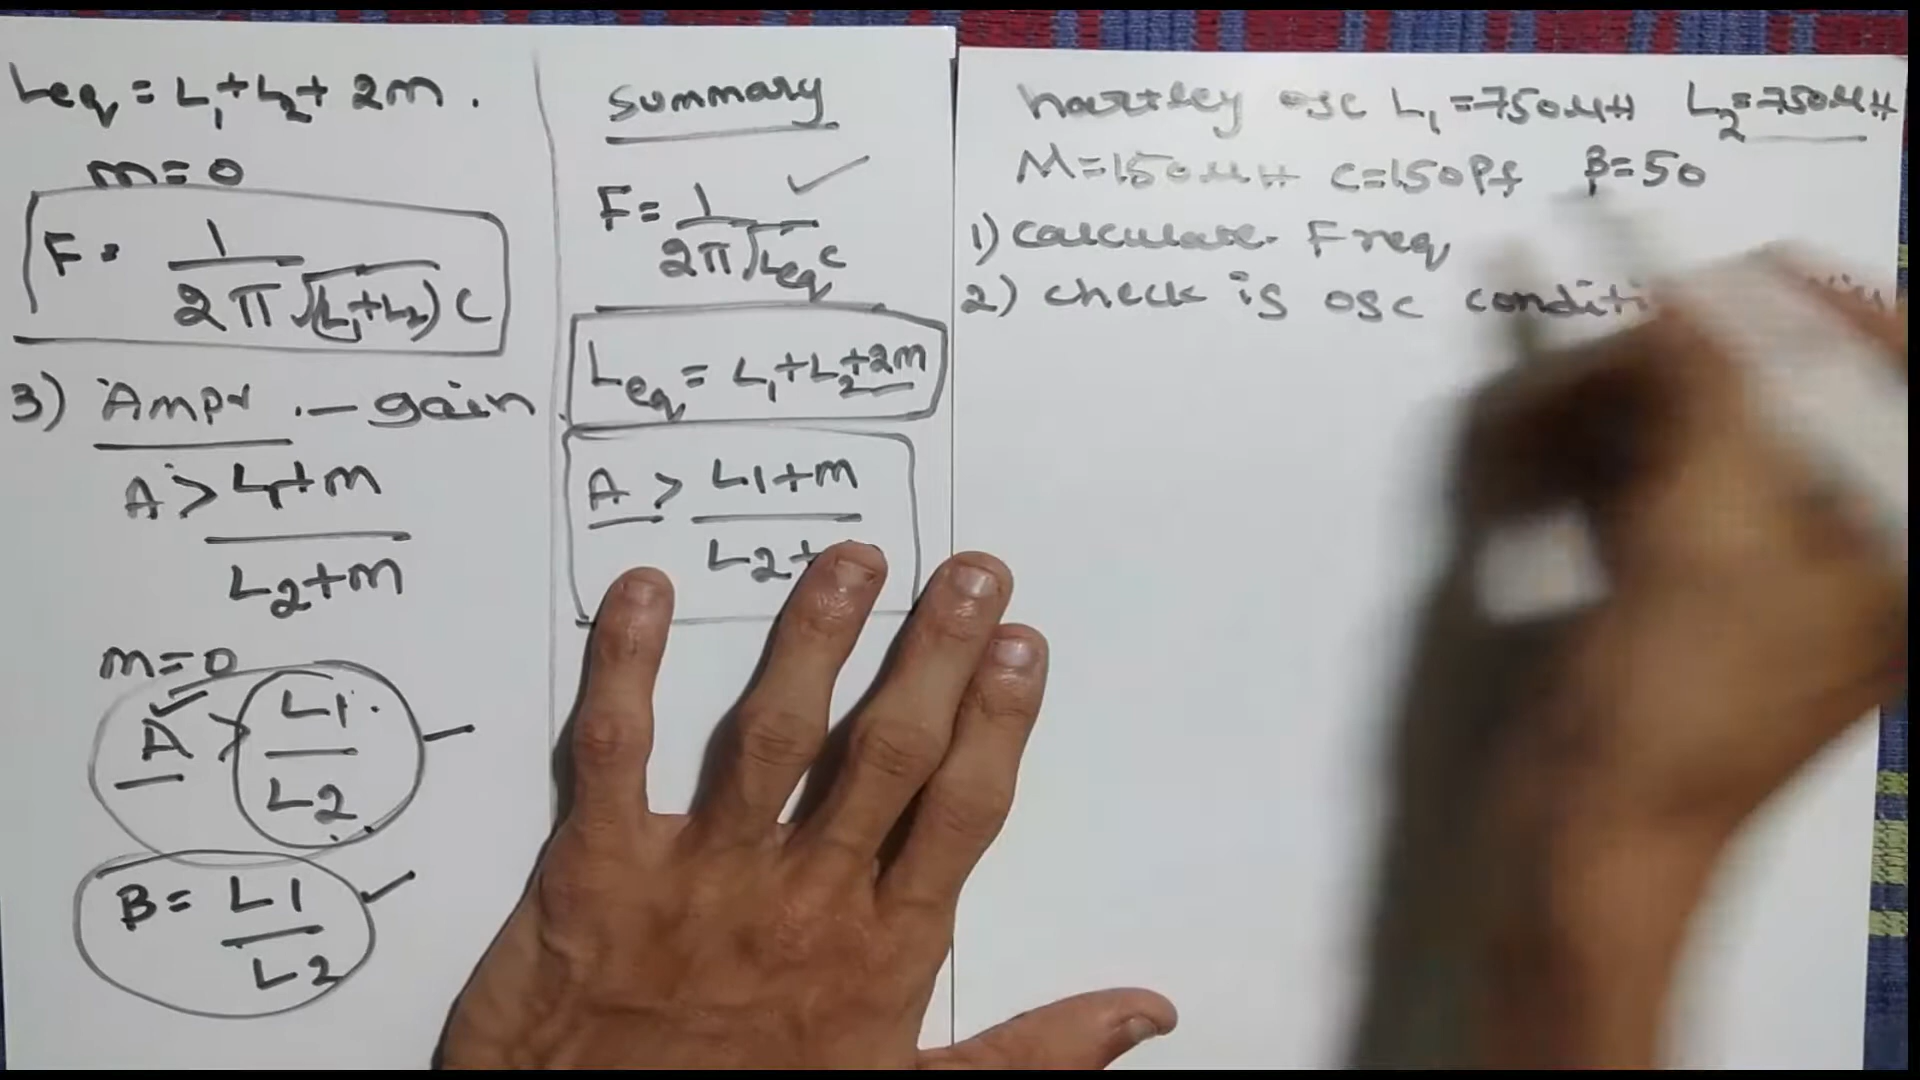 Leq = L1+L2+ 2m.
m=0
F= 1
2π√(L1+L2)C
3) Ampr - gain
A > L1+m
L2+m
m=0
A > L1
L2
B= L1
L2
Summary
F= 1
2π√Leq C
Leq = L1+L2+2m
A > L1+m
L2+
hartley osc L1=750μH L2=750μH
M=150μH C=150Pf β=50
1) calculate Freq
2) check is osc